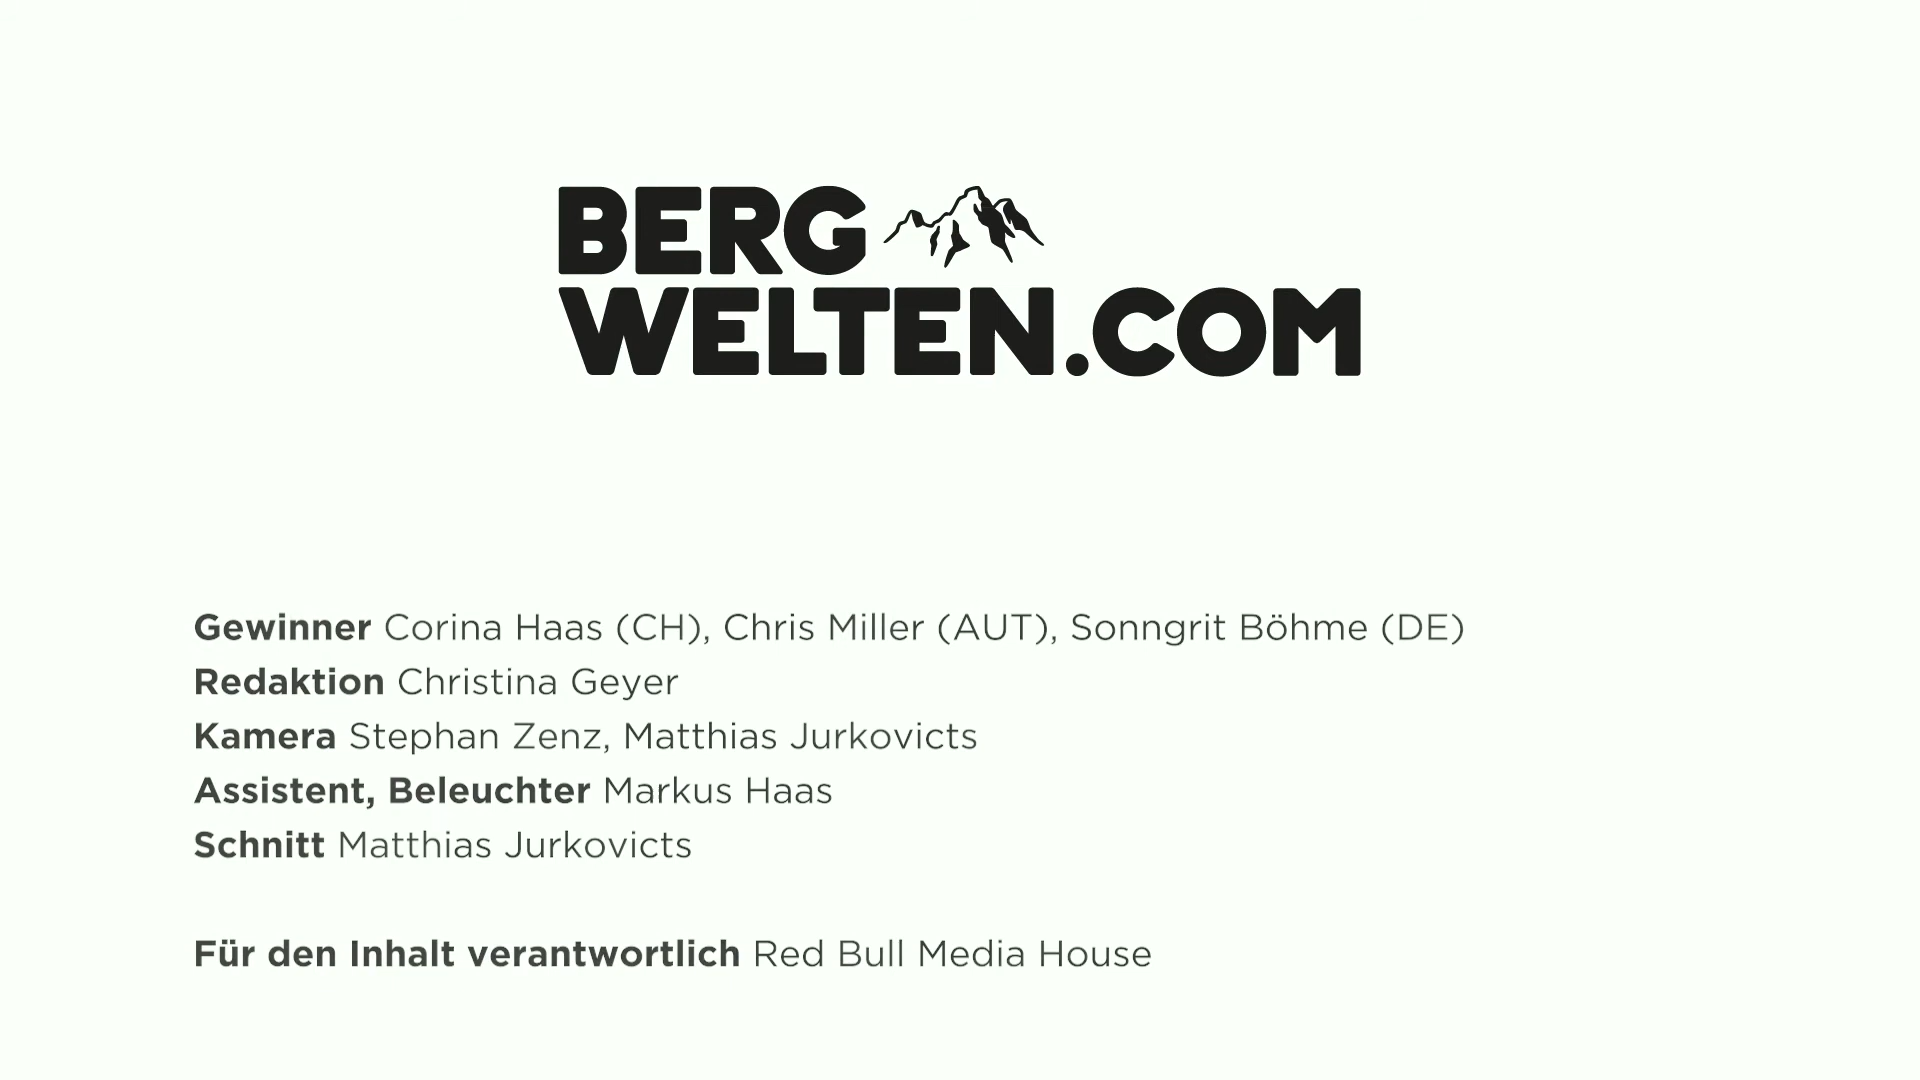 BERG
WELTEN.COM
Gewinner Corina Haas (CH), Chris Miller (AUT), Sonngrit Böhme (DE)
Redaktion Christina Geyer
Kamera Stephan Zenz, Matthias Jurkovicts
Assistent, Beleuchter Markus Haas
Schnitt Matthias Jurkovicts
Für den Inhalt verantwortlich Red Bull Media House